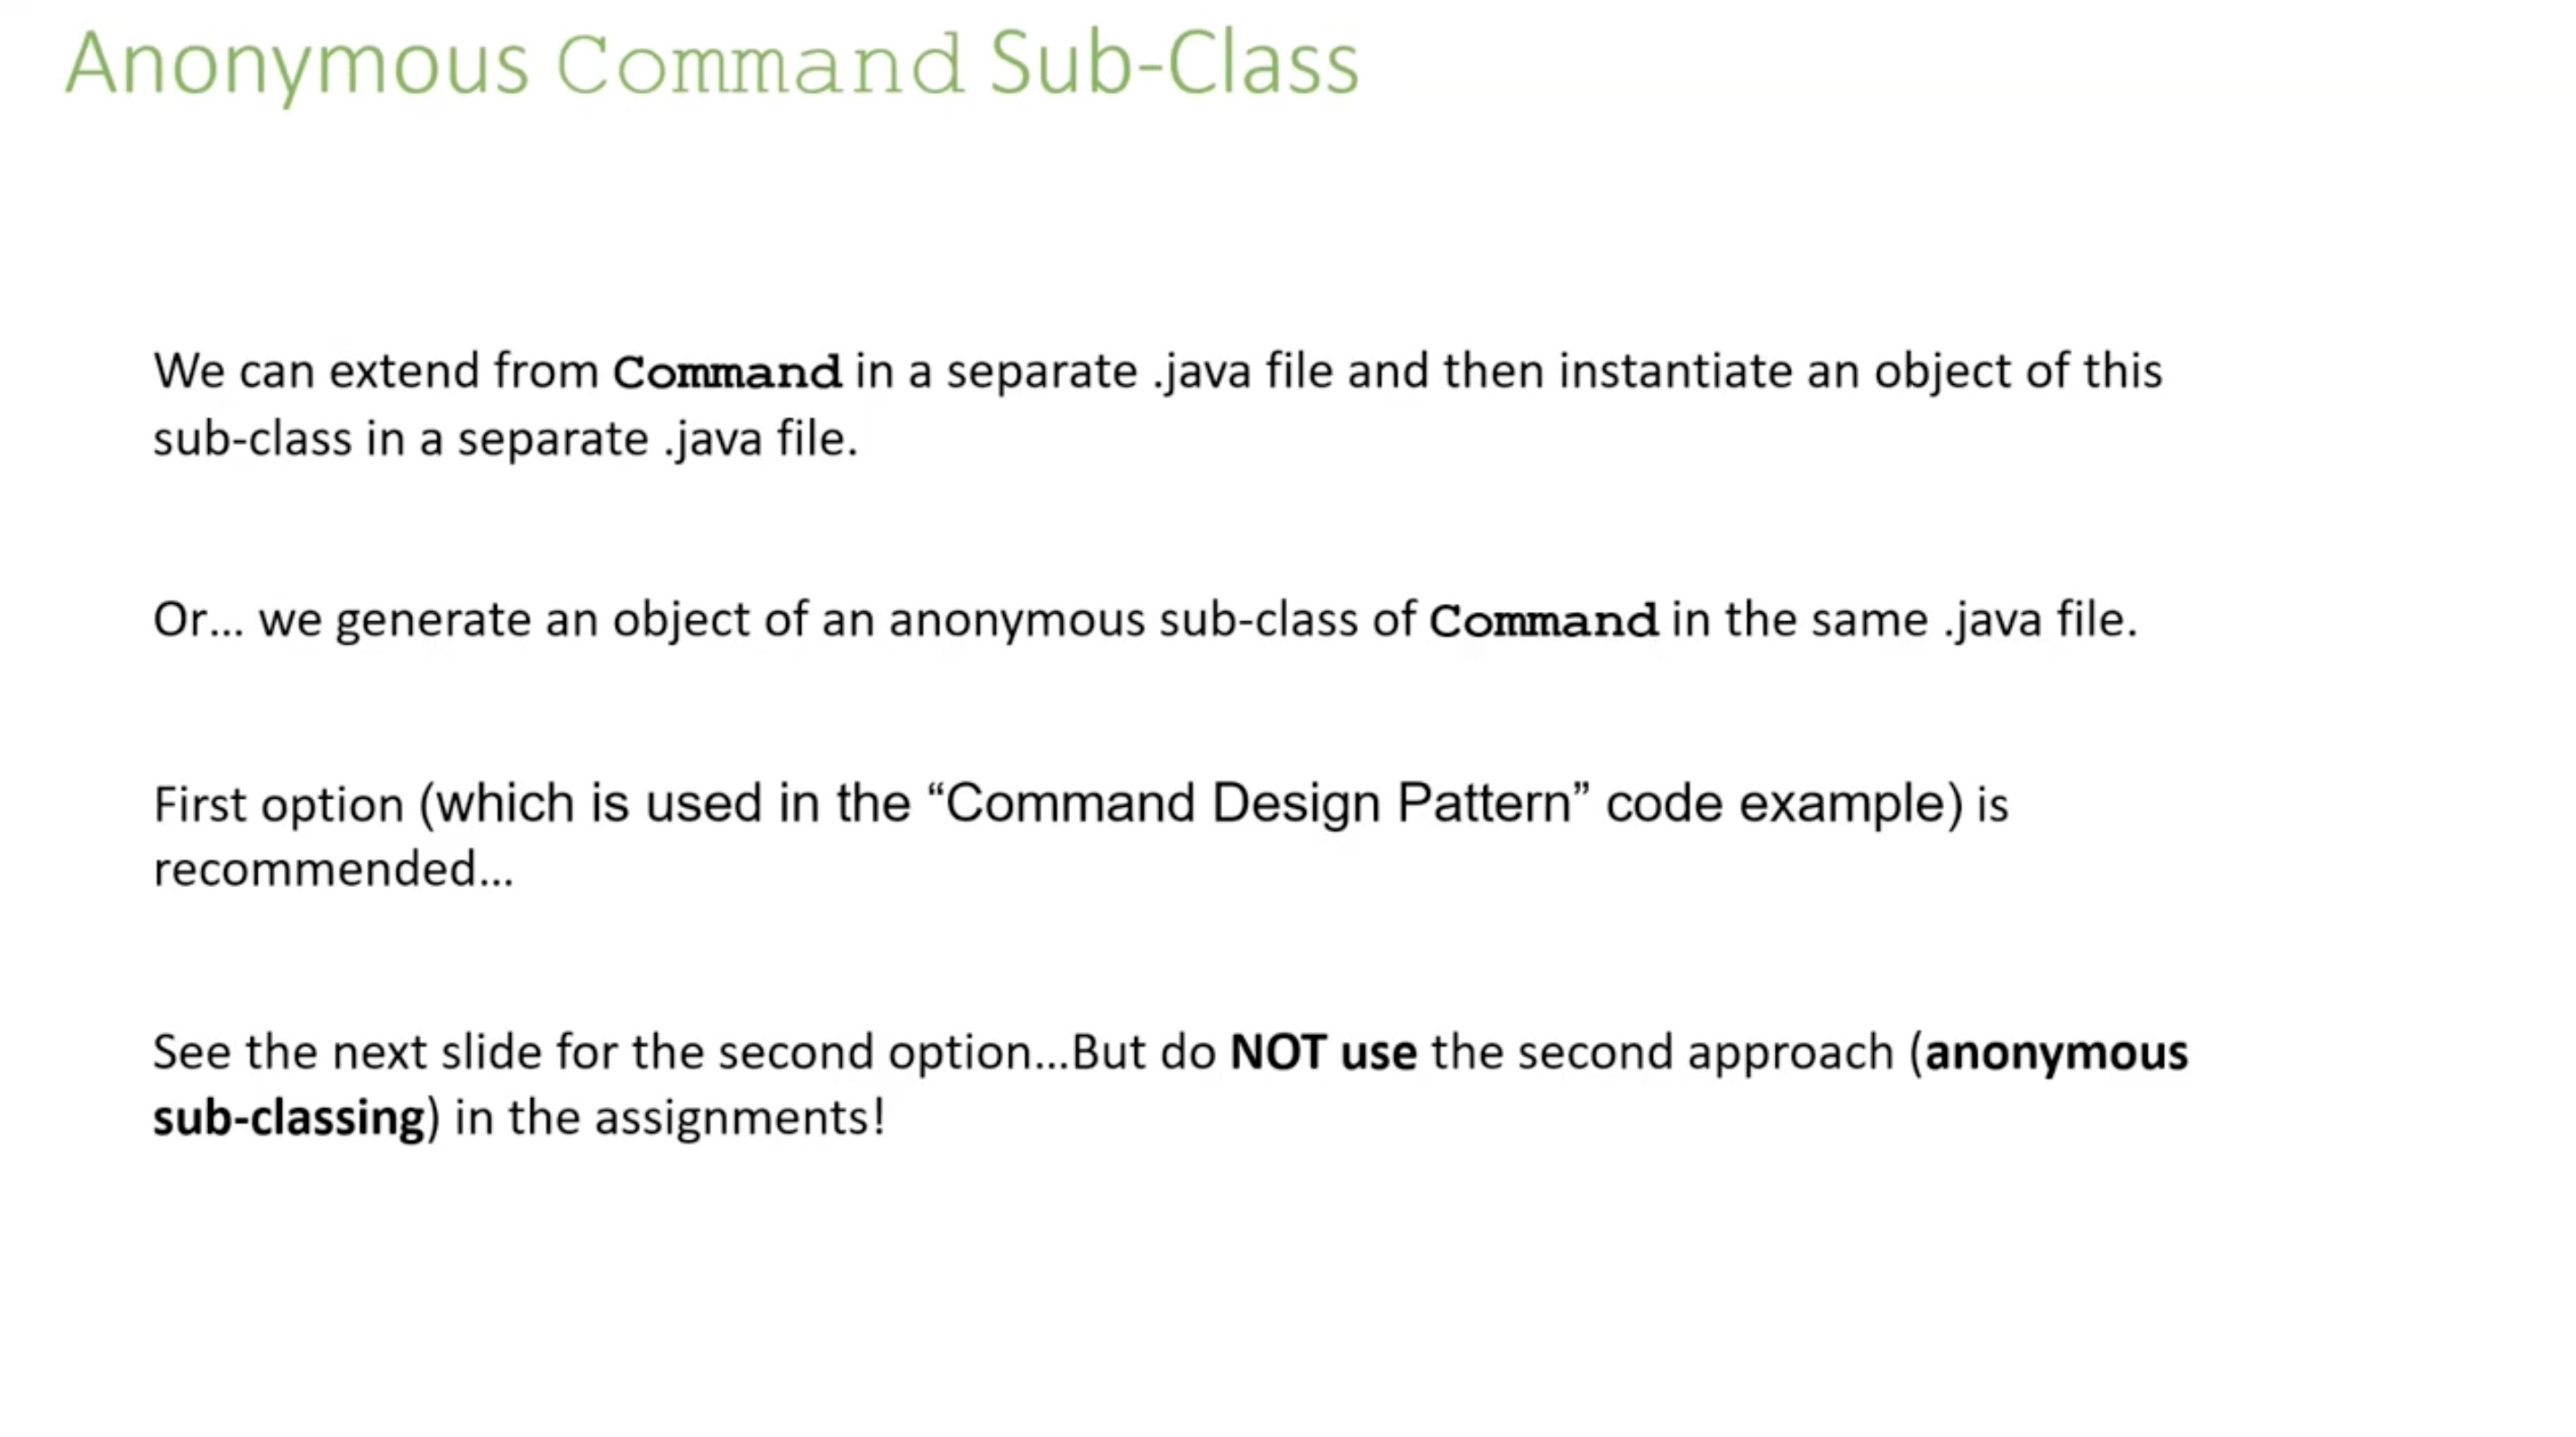 Anonymous Command Sub-Class
We can extend from Command in a separate .java file and then instantiate an object of this
sub-class in a separate .java file.
Or… we generate an object of an anonymous sub-class of Command in the same .java file.
First option (which is used in the “Command Design Pattern” code example) is
recommended…
See the next slide for the second option…But do NOT use the second approach (anonymous
sub-classing) in the assignments!